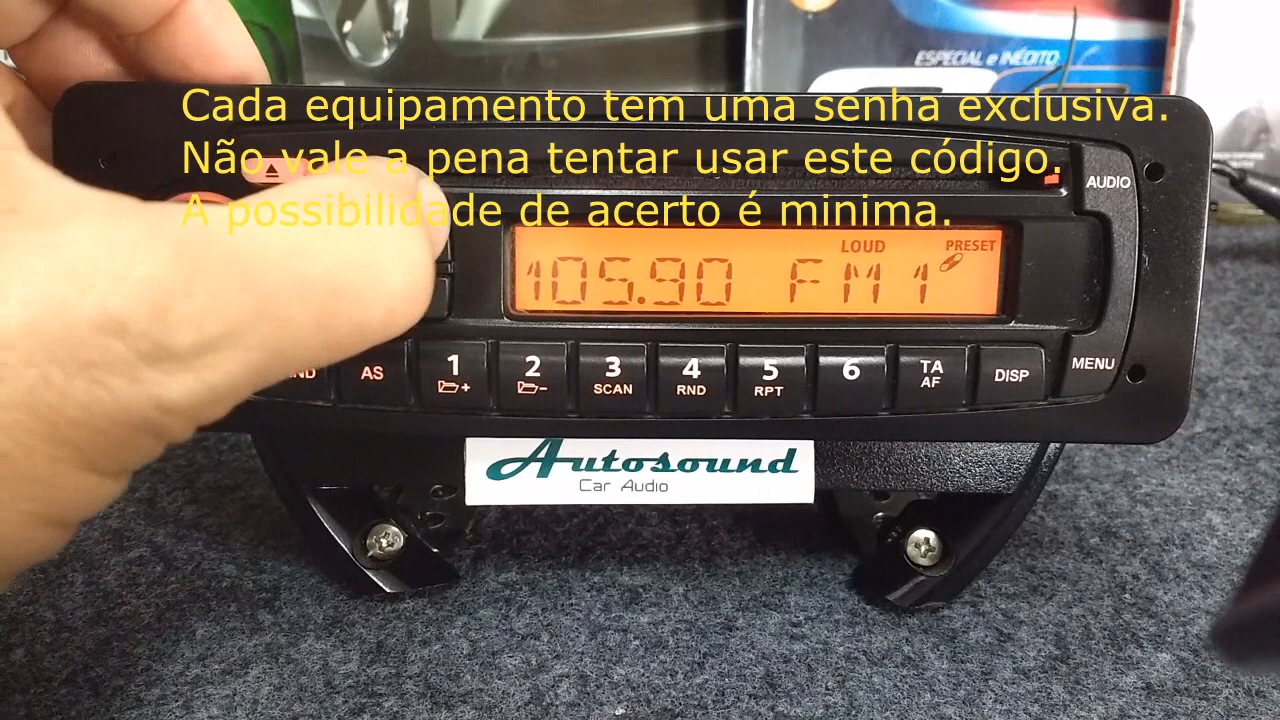 ESPECIAL e INÉDITO
Cada equipamento tem uma senha exclusiva.
Não vale a pena tentar usar este código.
A possibilidade de acerto é minima.
AUDIO
LOUD PRESET
105.90 FM1
AS 1 + 2 - 3 SCAN 4 RND 5 RPT 6 TA AF DISP MENU
Autosound
Car Audio